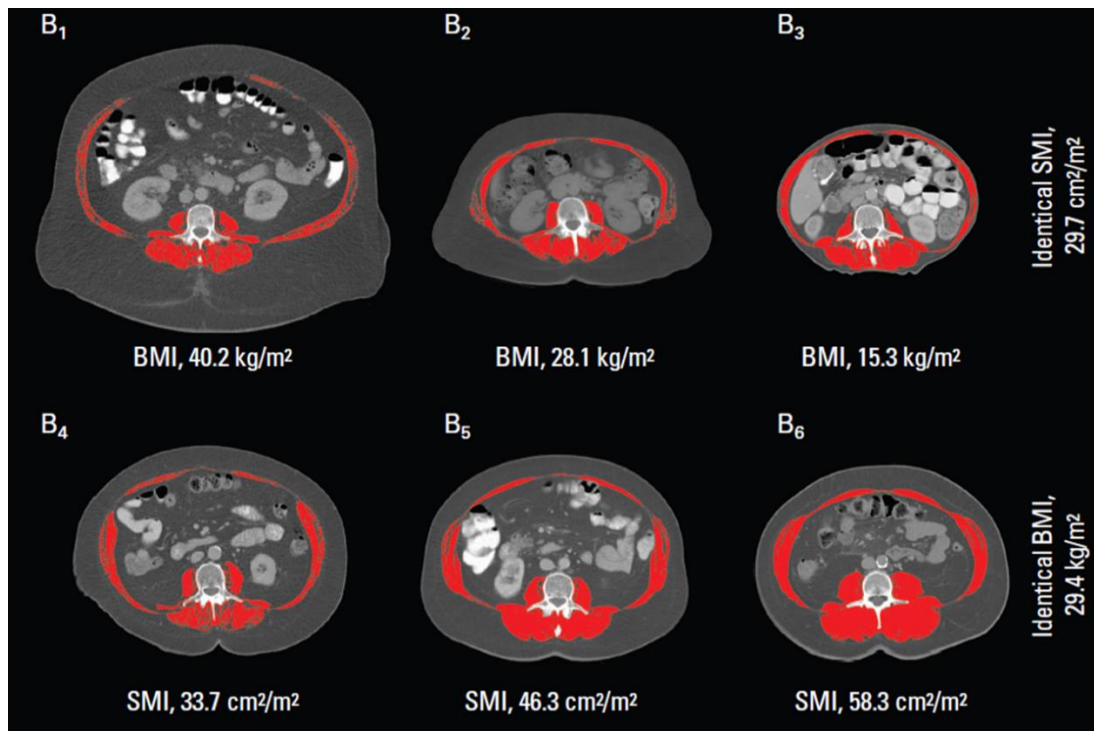 B₁
B₂
B₃
BMI, 40.2 kg/m²
BMI, 28.1 kg/m²
BMI, 15.3 kg/m²
Identical SMI,
29.7 cm²/m²
B₄
B₅
B₆
SMI, 33.7 cm²/m²
SMI, 46.3 cm²/m²
SMI, 58.3 cm²/m²
Identical BMI,
29.4 kg/m²